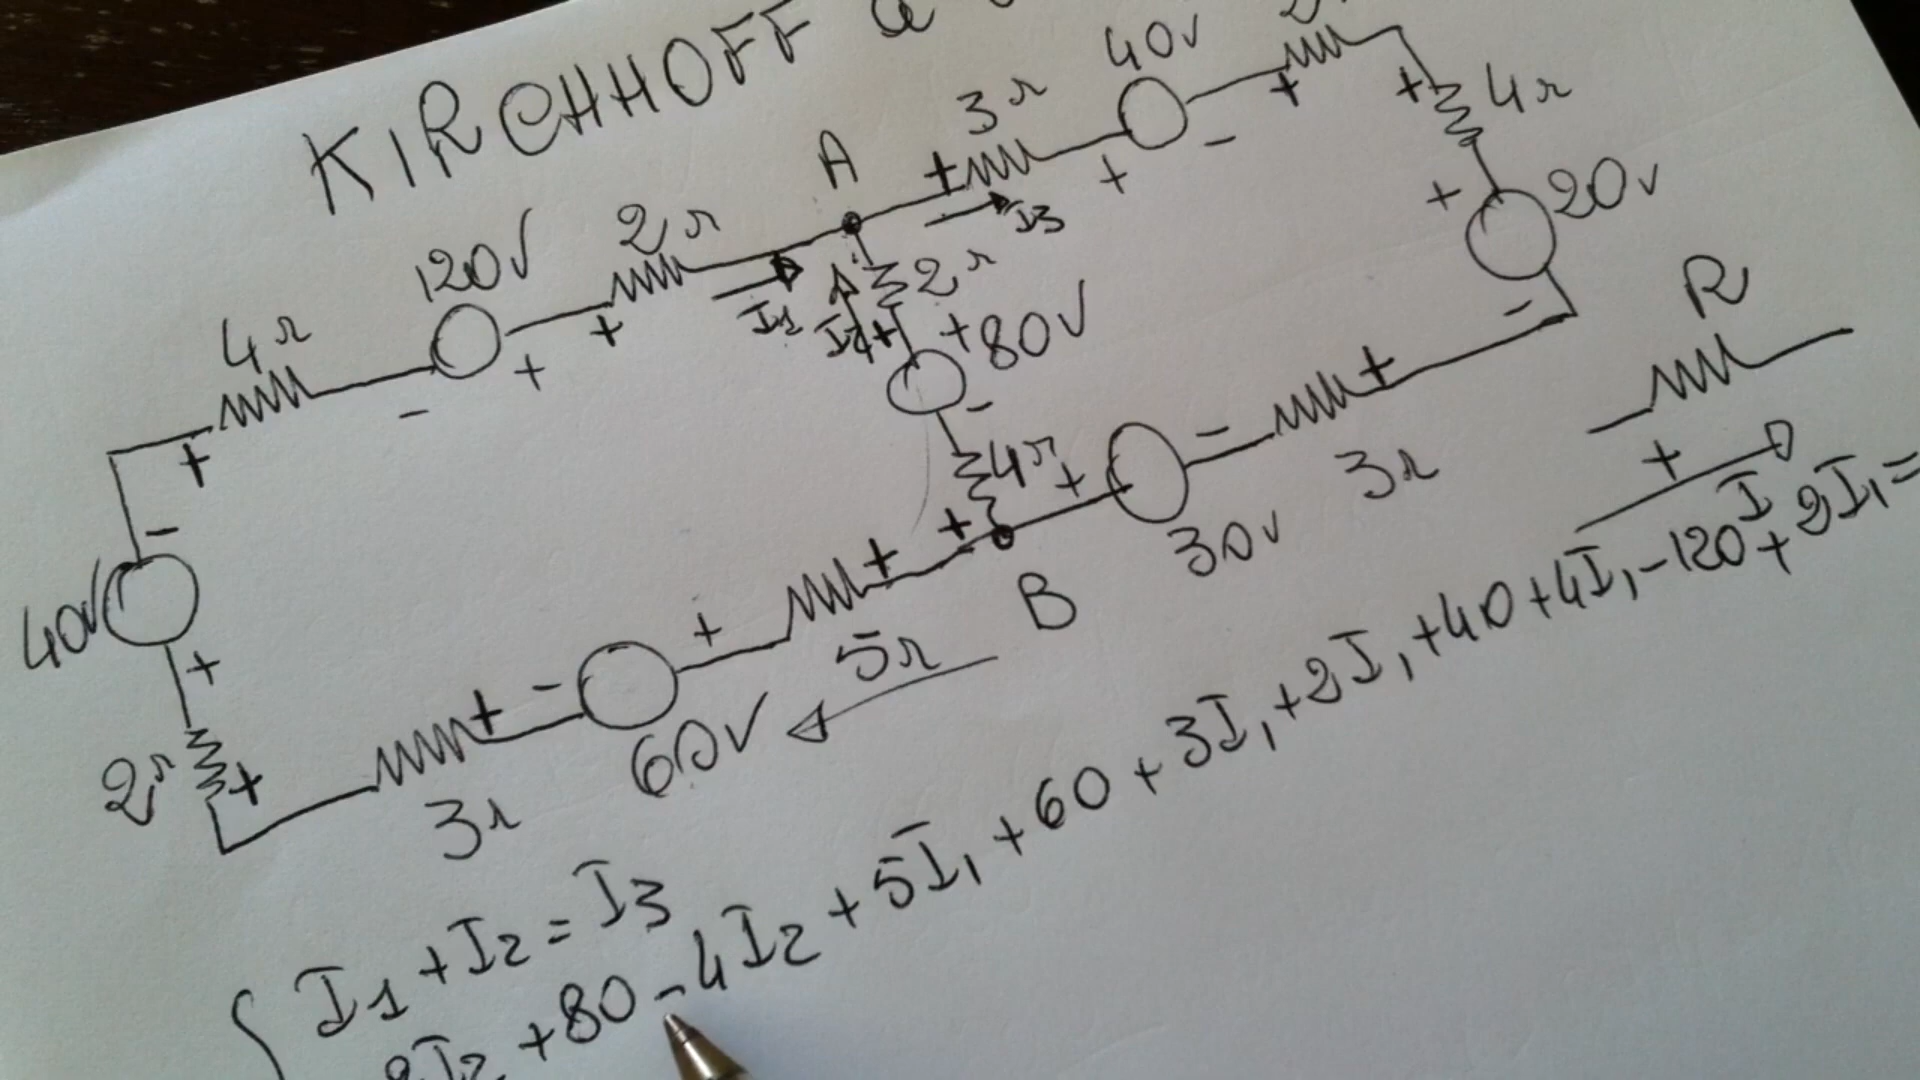 KIRCHHOFF a
40V
3Ω
4Ω
A
20V
120V
2Ω
I3
2Ω
I1
I2
+80V
4Ω
R
4Ω
3Ω
I
30V
40V
B
5Ω
60V
2Ω
3Ω
I1 + I2 = I3
2I2 + 80 - 4I2 + 5I1 + 60 + 3I1 + 2I1 + 40 + 4I1 - 120 + 2I1 =